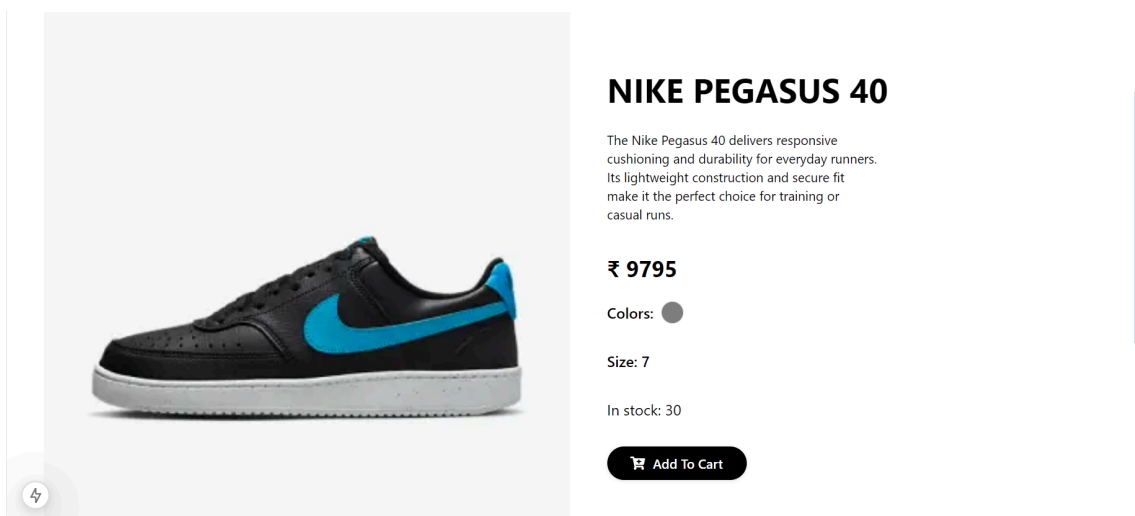 NIKE PEGASUS 40
The Nike Pegasus 40 delivers responsive
cushioning and durability for everyday runners.
Its lightweight construction and secure fit
make it the perfect choice for training or
casual runs.
₹ 9795
Colors:
Size: 7
In stock: 30
Add To Cart